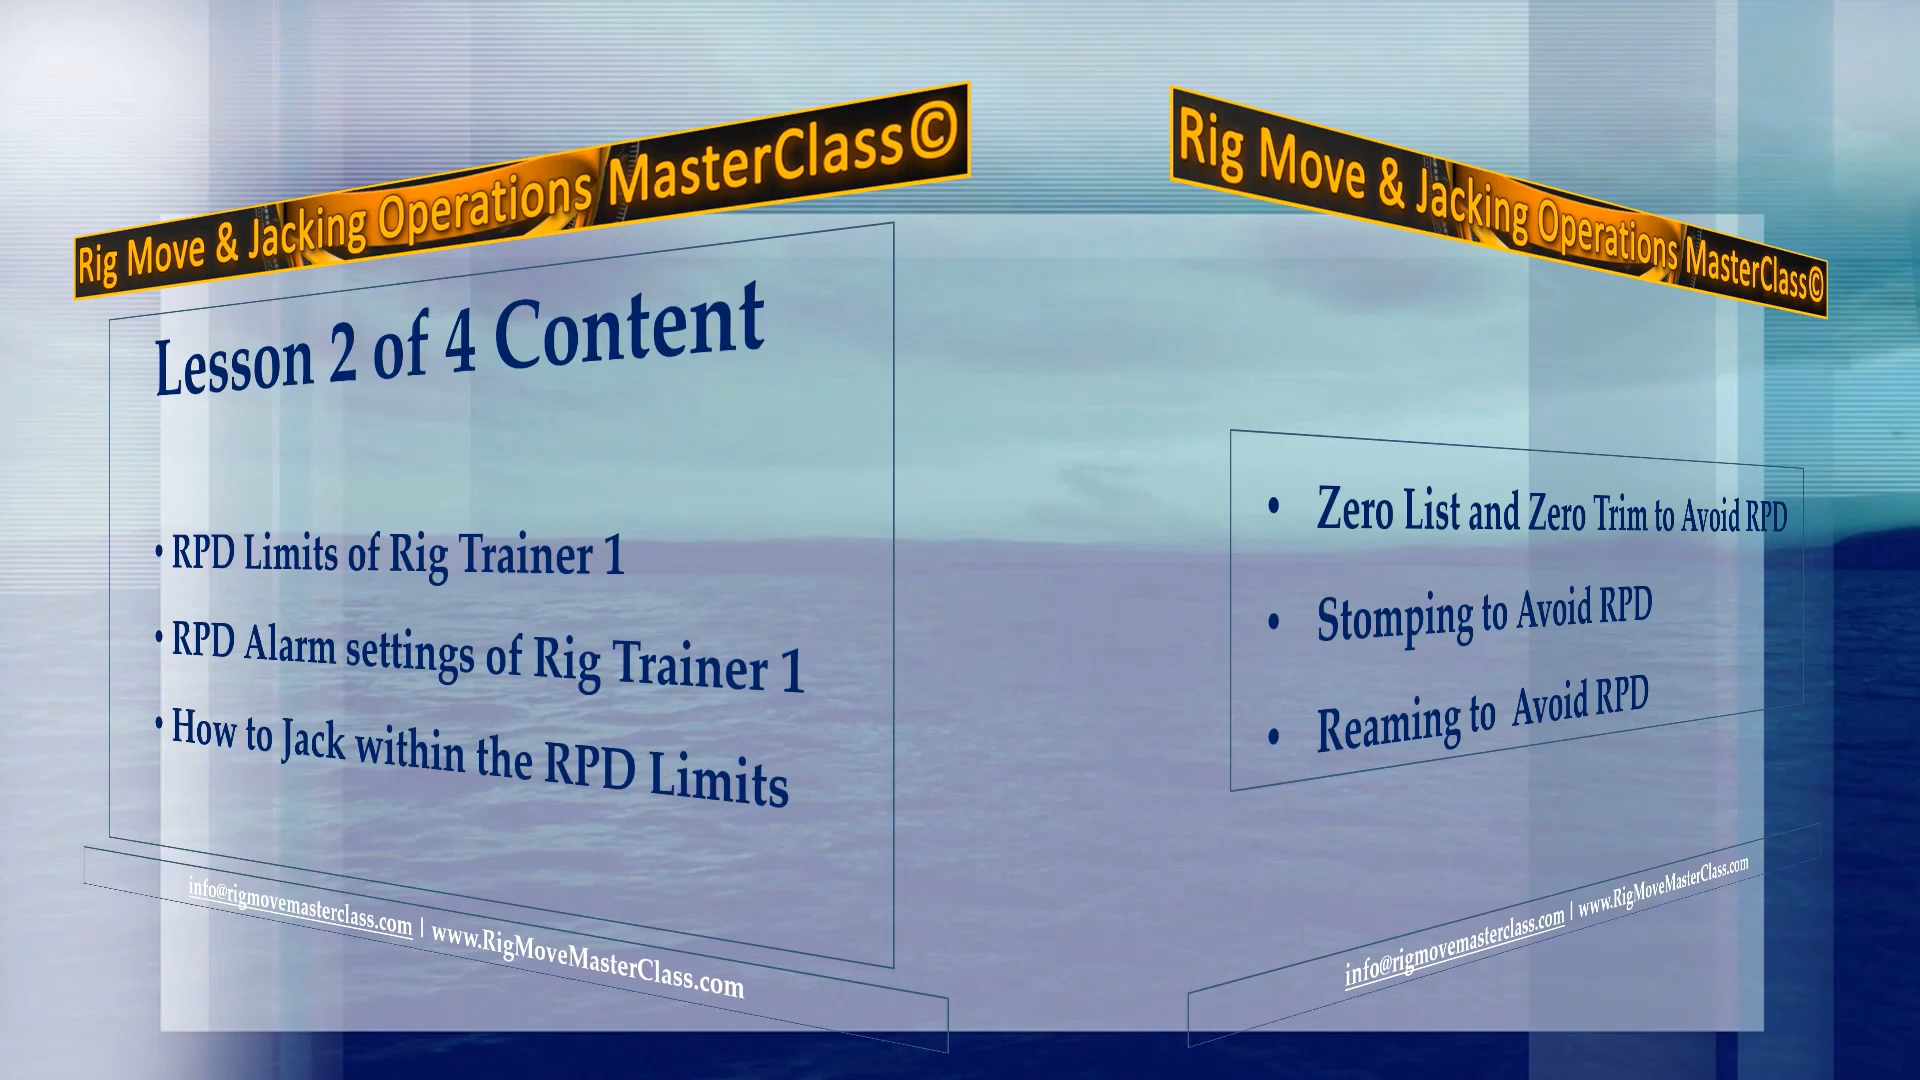 Rig Move & Jacking Operations MasterClass©
Lesson 2 of 4 Content
• RPD Limits of Rig Trainer 1
• RPD Alarm settings of Rig Trainer 1
• How to Jack within the RPD Limits
info@rigmovemasterclass.com | www.RigMoveMasterClass.com
Rig Move & Jacking Operations MasterClass©
• Zero List and Zero Trim to Avoid RPD
• Stomping to Avoid RPD
• Reaming to Avoid RPD
info@rigmovemasterclass.com | www.RigMoveMasterClass.com